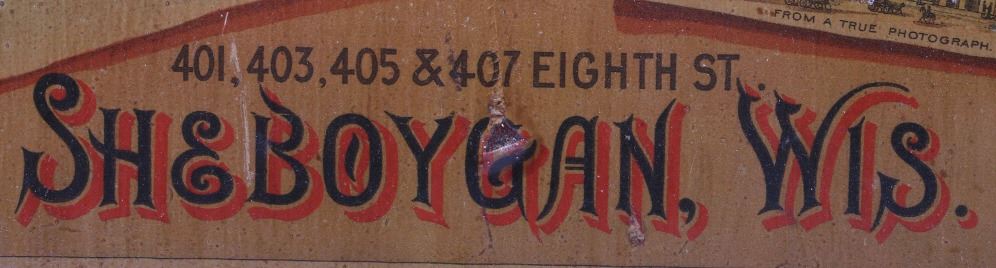 FROM A TRUE PHOTOGRAPH.
401, 403, 405 & 407 EIGHTH ST.
SHEBOYGAN, WIS.